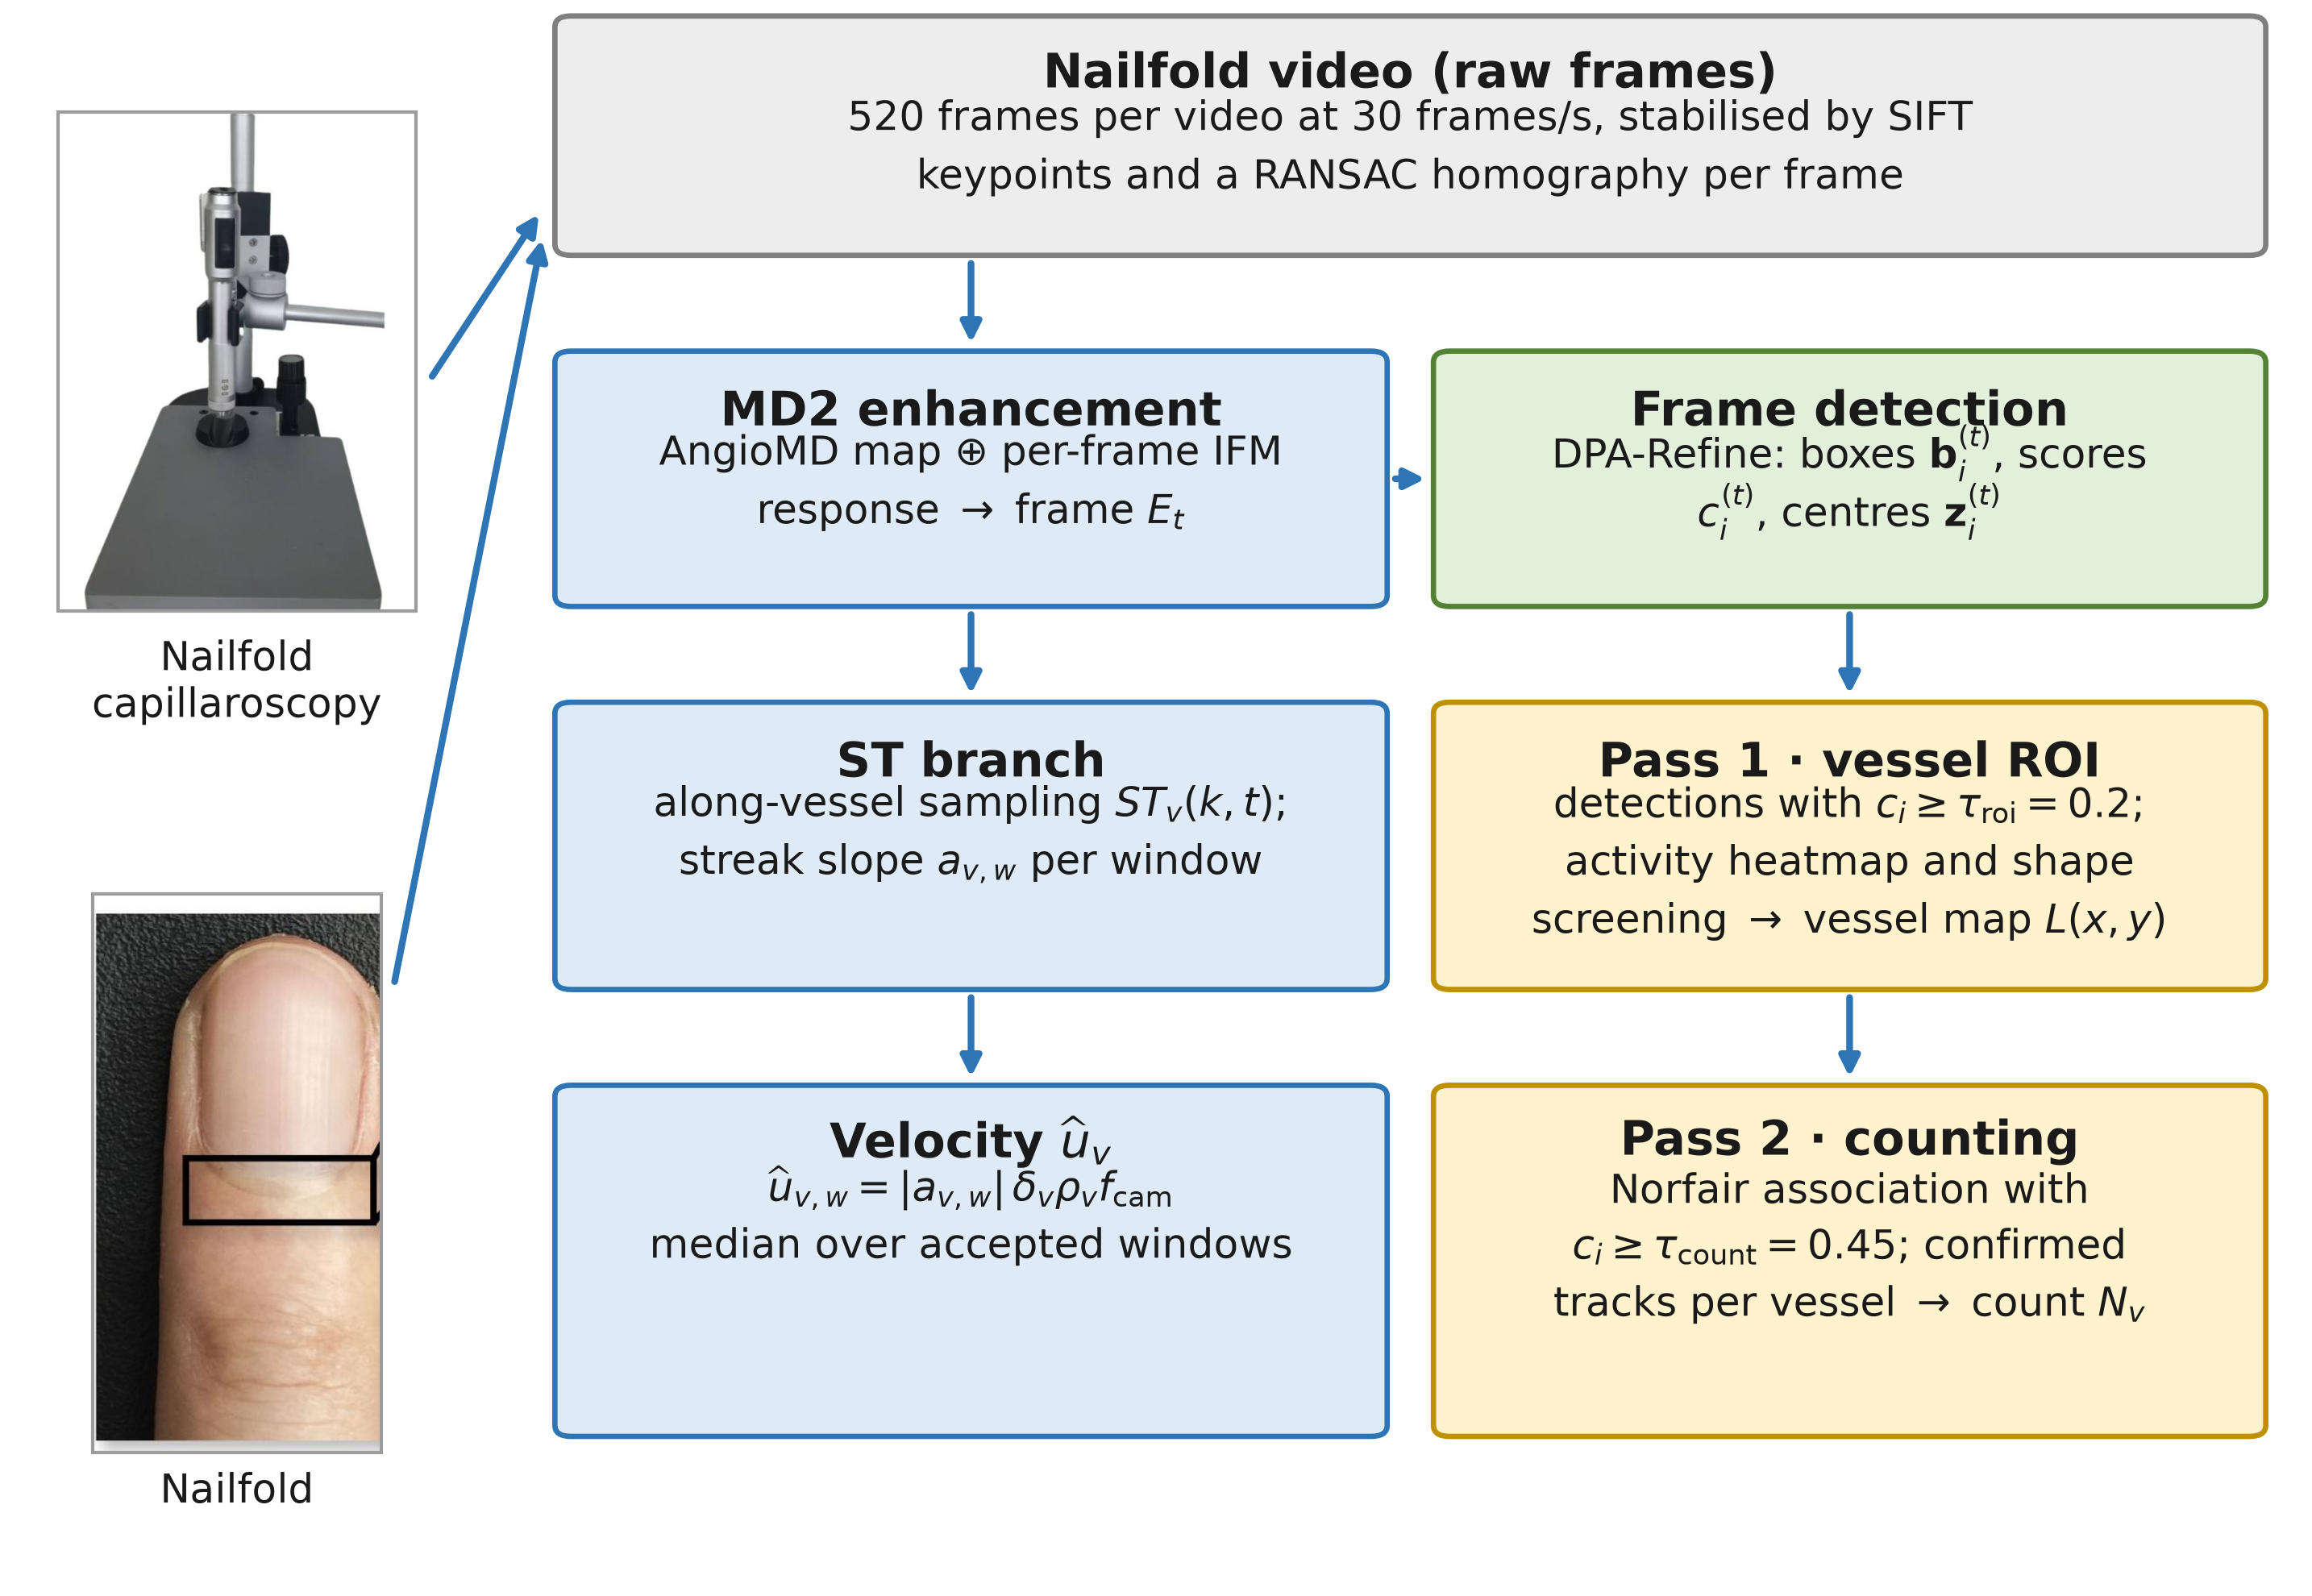 Nailfold video (raw frames)
520 frames per video at 30 frames/s, stabilised by SIFT
keypoints and a RANSAC homography per frame
Nailfold
capillaroscopy
MD2 enhancement
AngioMD map ⊕ per-frame IFM
response → frame E_t
Frame detection
DPA-Refine: boxes b_i^(t), scores
c_i^(t), centres z_i^(t)
ST branch
along-vessel sampling ST_v(k, t);
streak slope a_{v, w} per window
Pass 1 · vessel ROI
detections with c_i ≥ τ_roi = 0.2;
activity heatmap and shape
screening → vessel map L(x, y)
Velocity û_v
û_{v, w} = |a_{v, w}| δ_v ρ_v f_cam
median over accepted windows
Pass 2 · counting
Norfair association with
c_i ≥ τ_count = 0.45; confirmed
tracks per vessel → count N_v
Nailfold